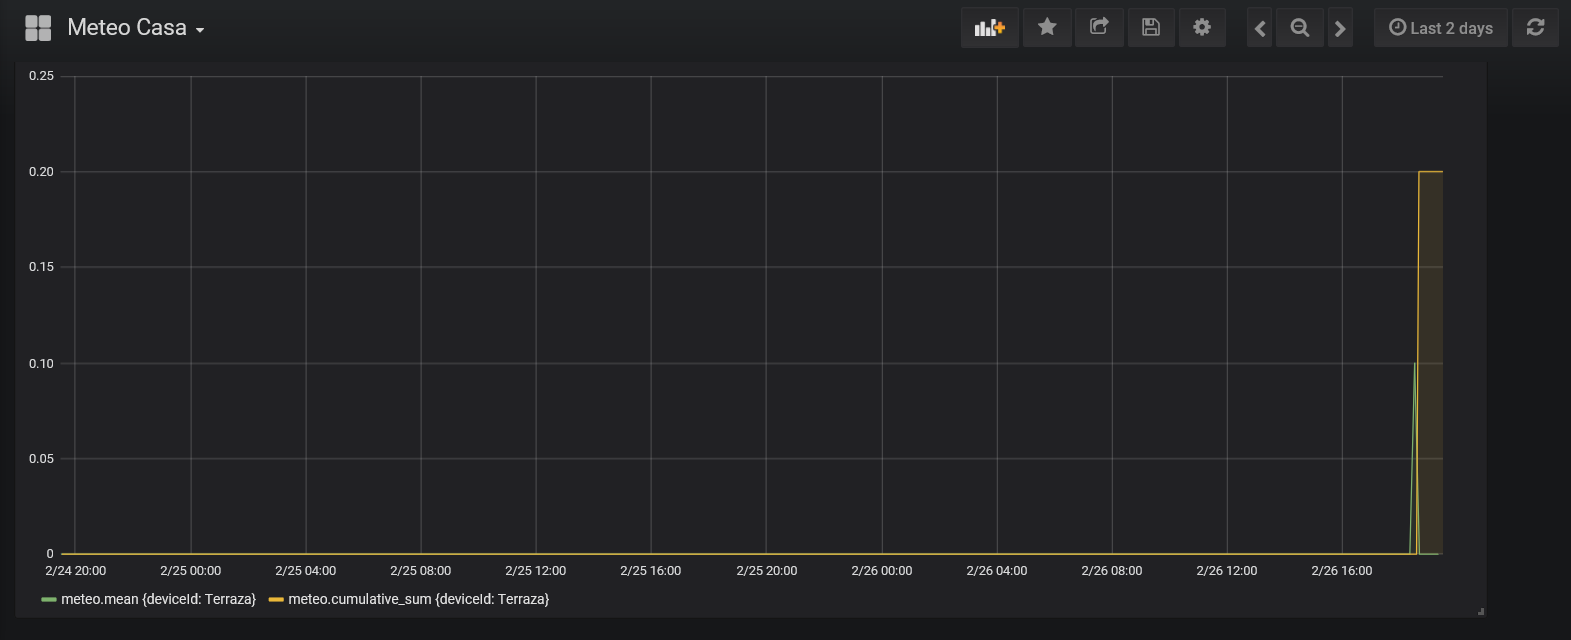 Meteo Casa
Last 2 days
0.25
0.20
0.15
0.10
0.05
0
2/24 20:00 2/25 00:00 2/25 04:00 2/25 08:00 2/25 12:00 2/25 16:00 2/25 20:00 2/26 00:00 2/26 04:00 2/26 08:00 2/26 12:00 2/26 16:00
meteo.mean {deviceId: Terraza} meteo.cumulative_sum {deviceId: Terraza}